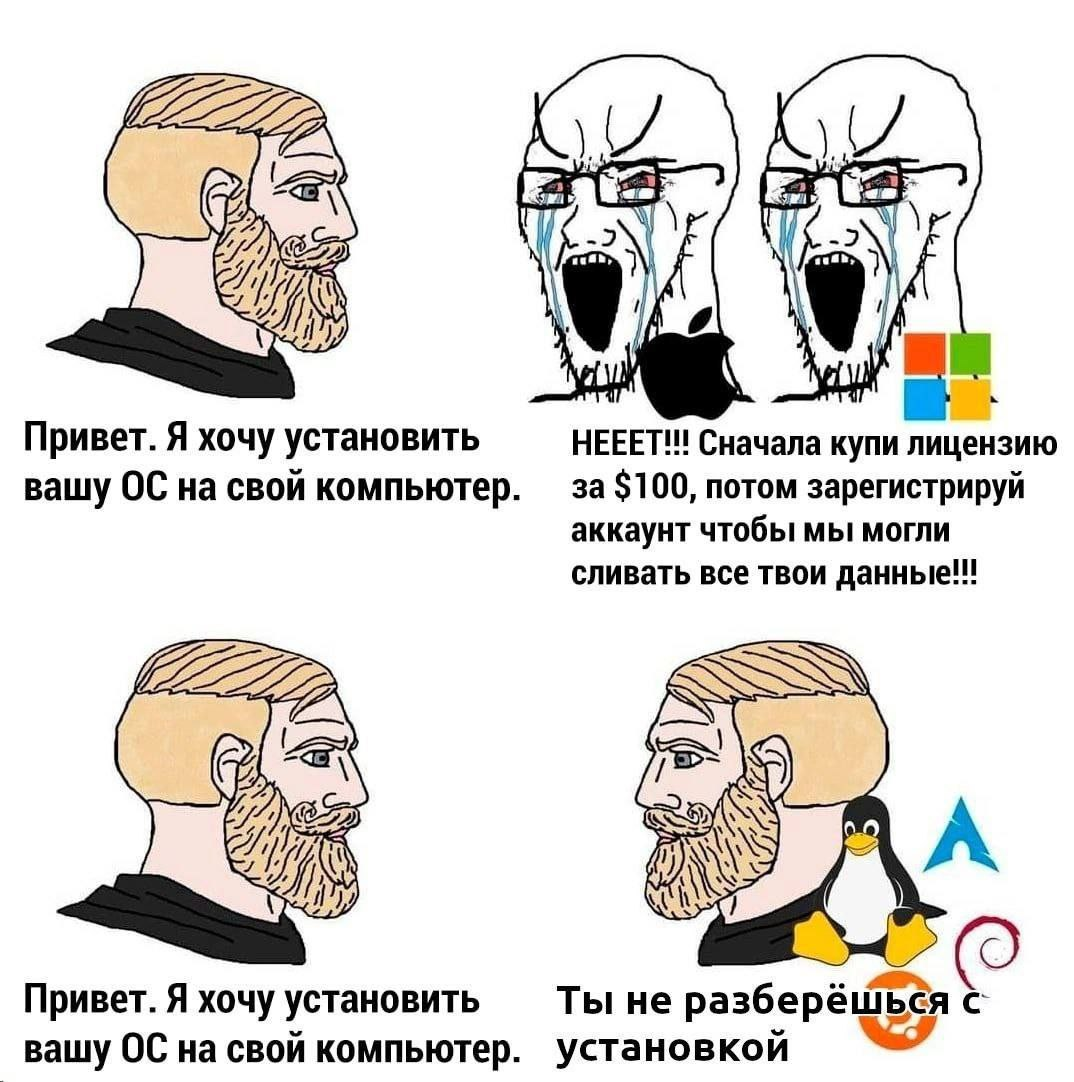 Привет. Я хочу установить
вашу ОС на свой компьютер.
НЕЕЕТ!!! Сначала купи лицензию
за $100, потом зарегистрируй
аккаунт чтобы мы могли
сливать все твои данные!!!
Привет. Я хочу установить
вашу ОС на свой компьютер.
Ты не разберёшься с
установкой